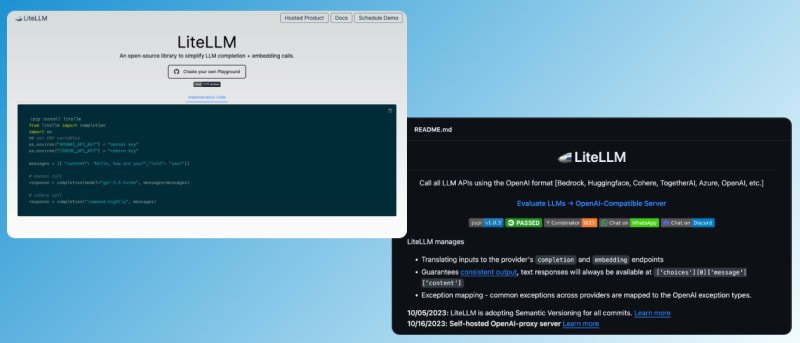 LiteLLM
Hosted Product
Docs
Schedule Demo
LiteLLM
An open-source library to simplify LLM completion + embedding calls.
Create your own Playground
Implementation Code
!pip install litellm
from litellm import completion
import os
## set ENV variables
os.environ["OPENAI_API_KEY"] = "openai key"
os.environ["COHERE_API_KEY"] = "cohere key"
messages = [{ "content": "Hello, how are you?","role": "user"}]
# openai call
response = completion(model="gpt-3.5-turbo", messages=messages)
# cohere call
response = completion("command-nightly", messages)
README.md
LiteLLM
Call all LLM APIs using the OpenAI format [Bedrock, Huggingface, Cohere, TogetherAI, Azure, OpenAI, etc.]
Evaluate LLMs → OpenAI-Compatible Server
pypi v1.0.3
PASSED
Y Combinator W23
Chat on WhatsApp
Chat on Discord
LiteLLM manages
• Translating inputs to the provider's completion and embedding endpoints
• Guarantees consistent output, text responses will always be available at ['choices'][0]['message']
['content']
• Exception mapping - common exceptions across providers are mapped to the OpenAI exception types.
10/05/2023: LiteLLM is adopting Semantic Versioning for all commits. Learn more
10/16/2023: Self-hosted OpenAI-proxy server Learn more